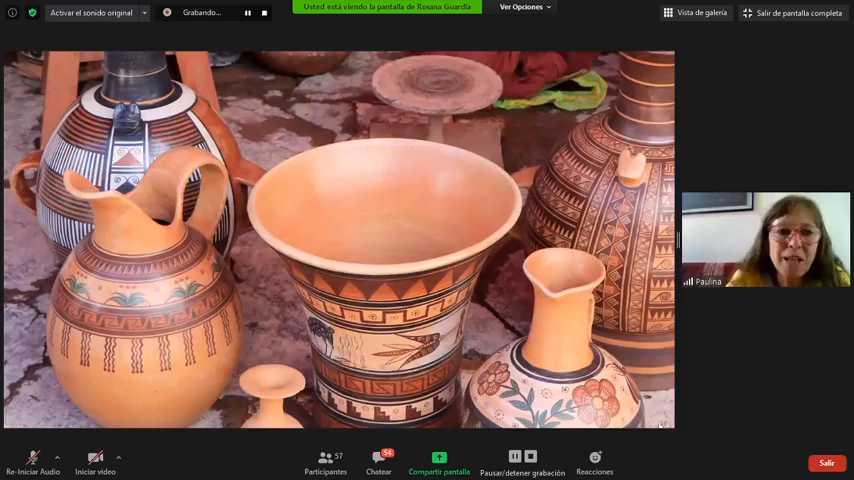 Activar el sonido original
Grabando...
Usted está viendo la pantalla de Rosana Guardia
Ver Opciones
Vista de galería
Salir de pantalla completa
Paulina
Re-Iniciar Audio
Iniciar video
57
Participantes
54
Chatear
Compartir pantalla
Pausar/detener grabación
Reacciones
Salir